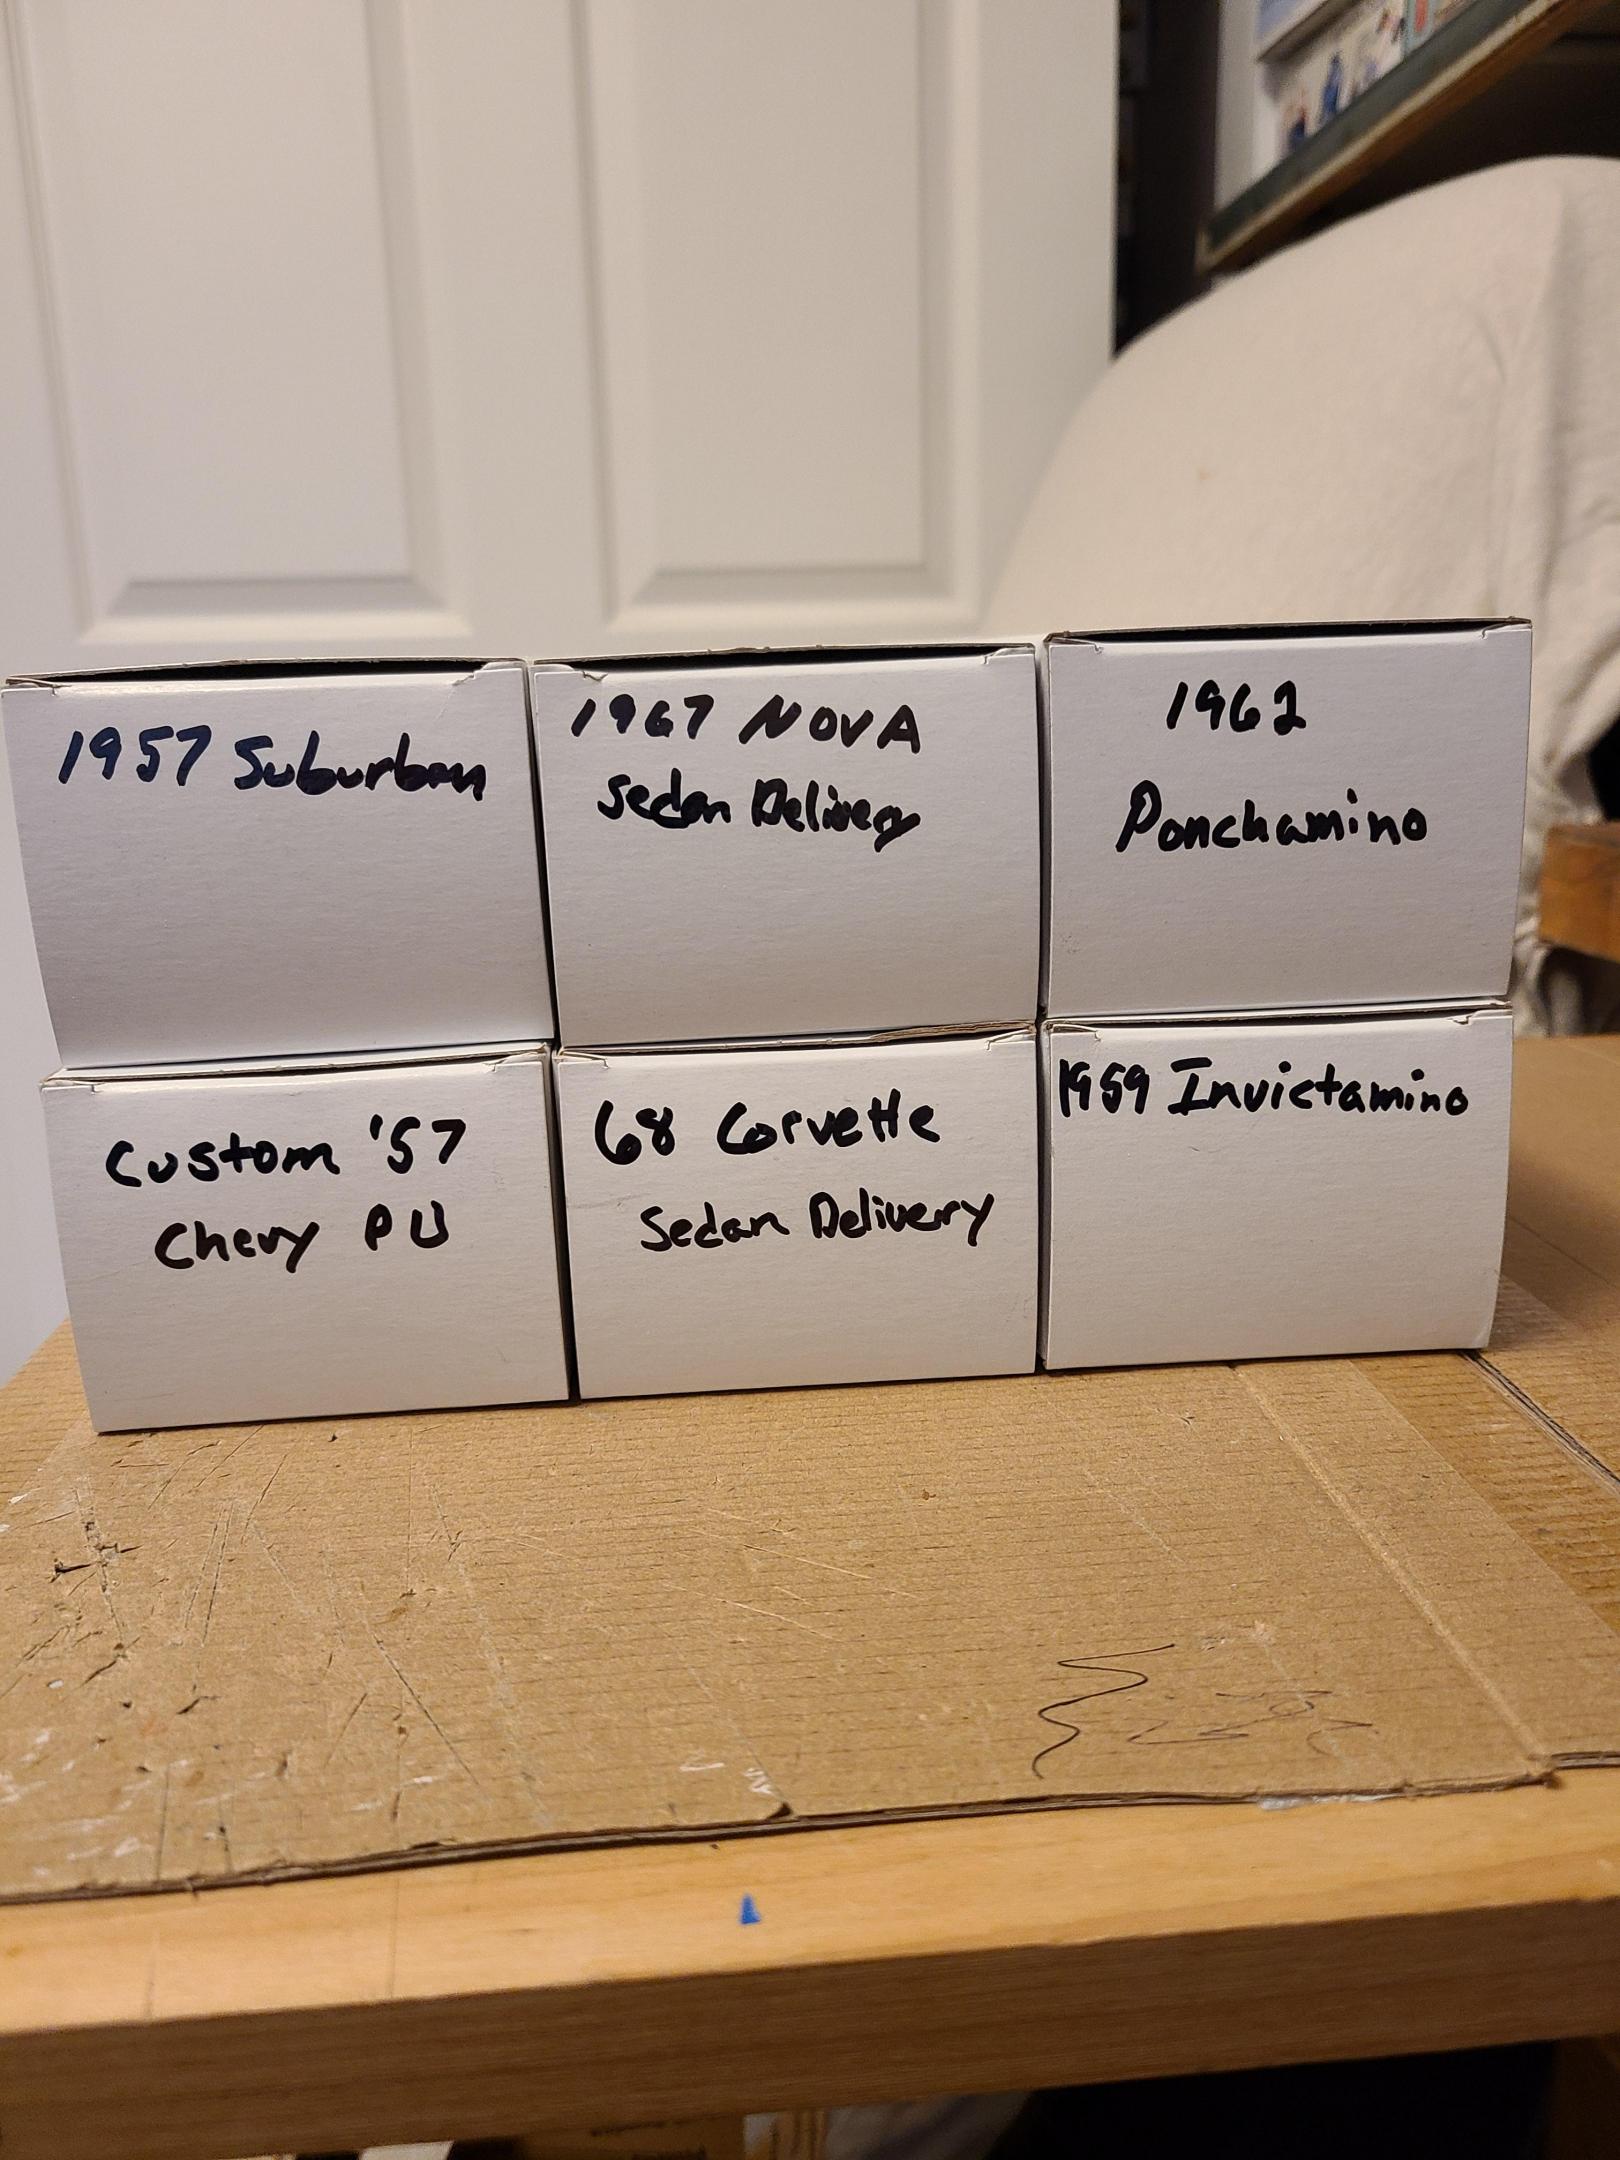 1957 Suburban
1967 NOVA
Sedan Delivery
1962
Ponchamino
Custom '57
Chevy PU
68 Corvette
Sedan Delivery
1959 Invictamino